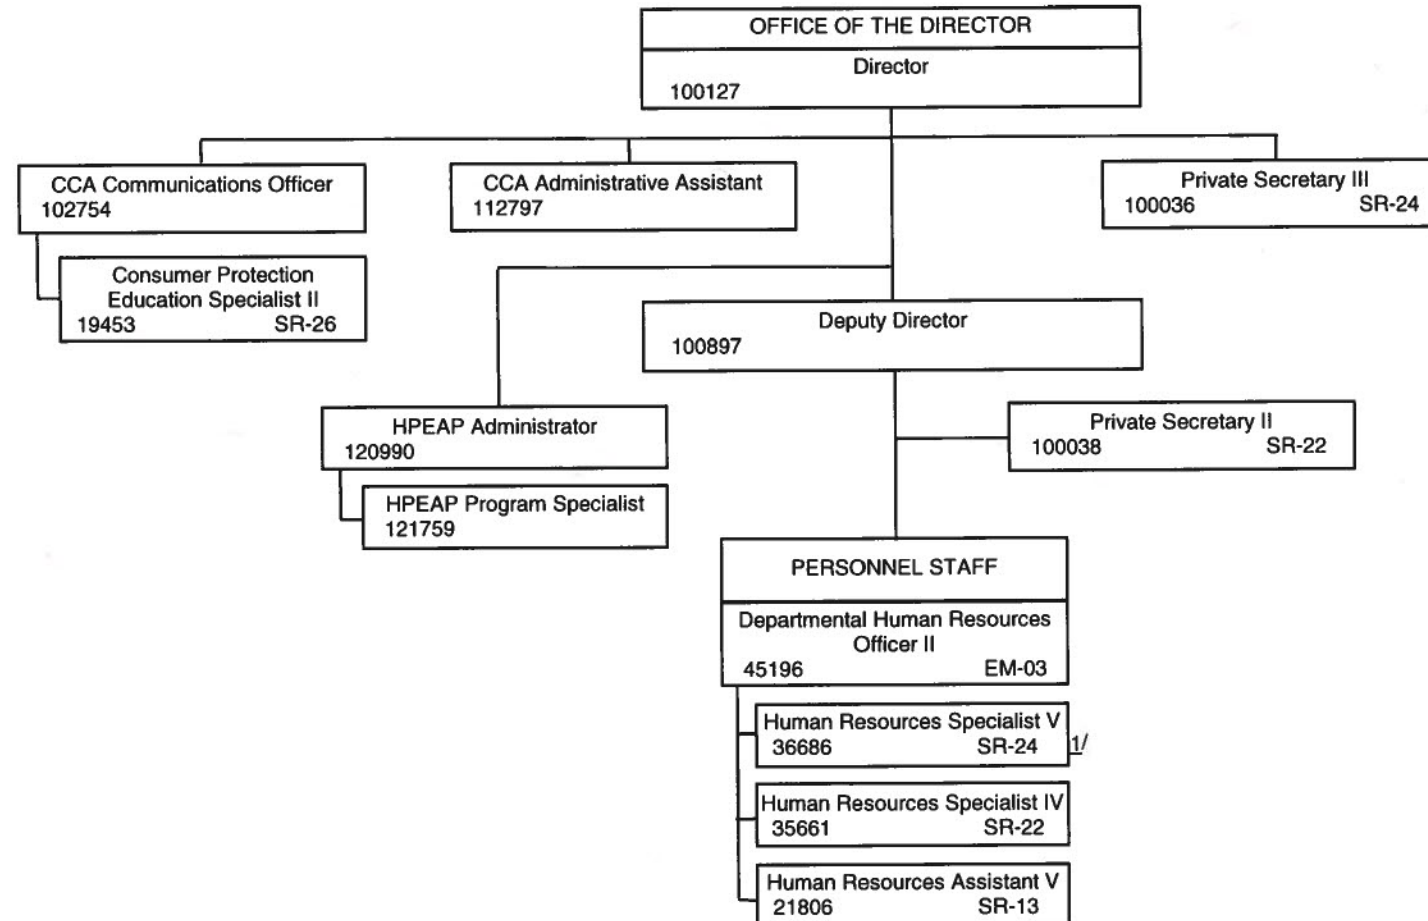 OFFICE OF THE DIRECTOR
Director
100127
CCA Communications Officer
102754
CCA Administrative Assistant
112797
Private Secretary III
100036 SR-24
Consumer Protection
Education Specialist II
19453 SR-26
Deputy Director
100897
HPEAP Administrator
120990
Private Secretary II
100038 SR-22
HPEAP Program Specialist
121759
PERSONNEL STAFF
Departmental Human Resources
Officer II
45196 EM-03
Human Resources Specialist V
36686 SR-24 1/
Human Resources Specialist IV
35661 SR-22
Human Resources Assistant V
21806 SR-13